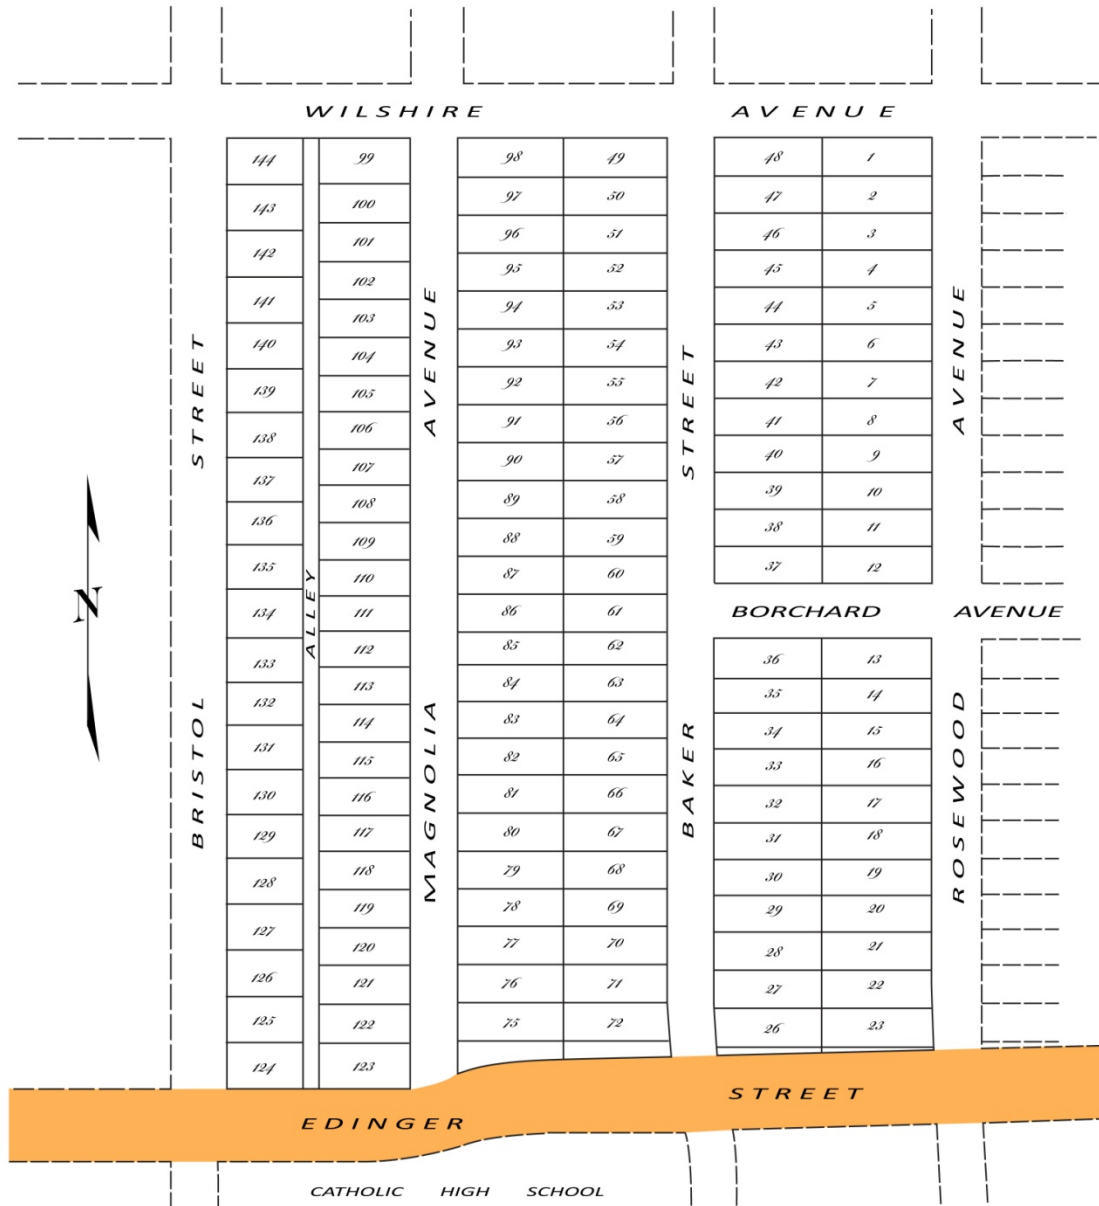 WILSHIRE AVENUE
144 99 98 49 48 1
143 100 97 50 47 2
142 101 96 51 46 3
141 102 95 52 45 4
140 103 94 53 44 5
139 104 93 54 43 6
138 105 92 55 42 7
137 106 91 56 41 8
136 107 90 57 40 9
135 108 89 58 39 10
134 109 88 59 38 11
133 110 87 60 37 12
132 111 86 61
131 112 85 62 36 13
130 113 84 63 35 14
129 114 83 64 34 15
128 115 82 65 33 16
127 116 81 66 32 17
126 117 80 67 31 18
125 118 79 68 30 19
124 119 78 69 29 20
120 77 70 28 21
121 76 71 27 22
122 75 72 26 23
123
BRISTOL STREET
ALLEY
MAGNOLIA AVENUE
BAKER STREET
ROSEWOOD AVENUE
BORCHARD AVENUE
N
EDINGER STREET
CATHOLIC HIGH SCHOOL